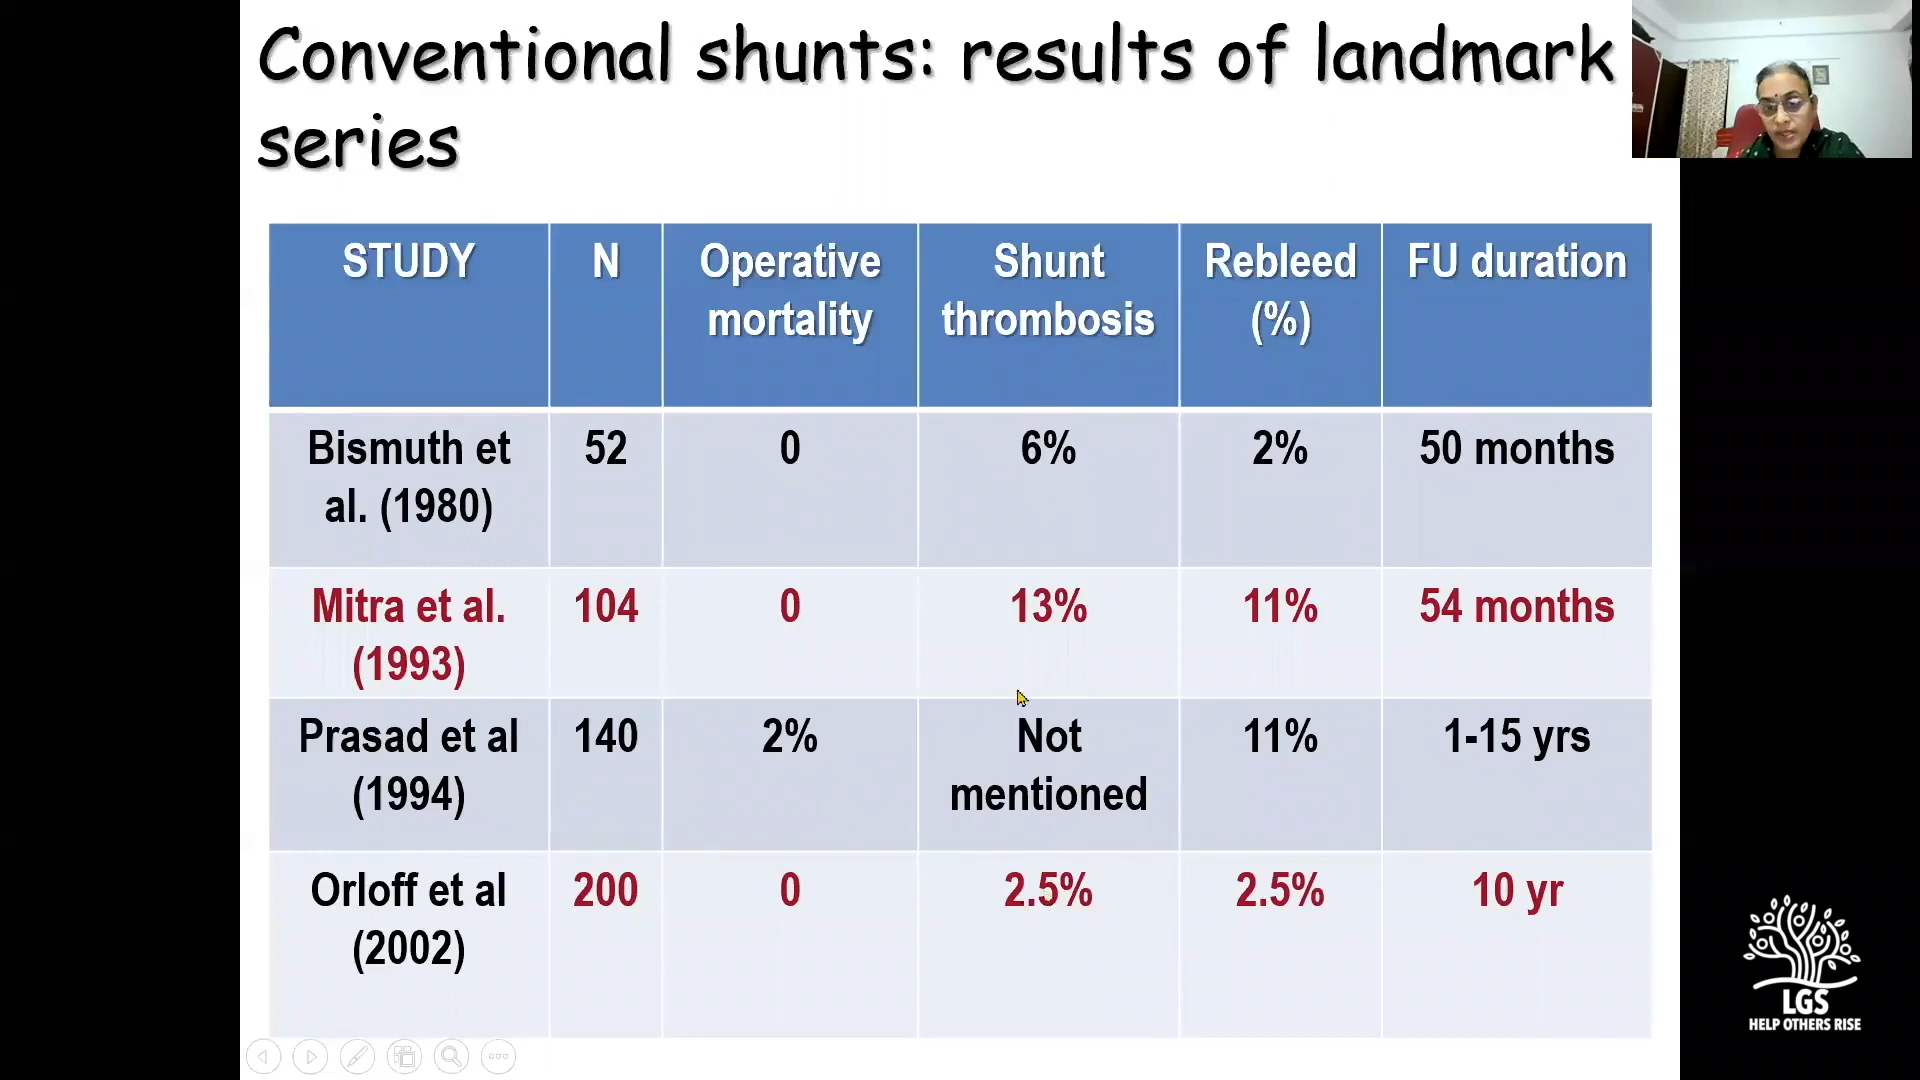 Conventional shunts: results of landmark
series
STUDY
N
Operative
mortality
Shunt
thrombosis
Rebleed
(%)
FU duration
Bismuth et
al. (1980)
52
0
6%
2%
50 months
Mitra et al.
(1993)
104
0
13%
11%
54 months
Prasad et al
(1994)
140
2%
Not
mentioned
11%
1-15 yrs
Orloff et al
(2002)
200
0
2.5%
2.5%
10 yr
LGS
HELP OTHERS RISE